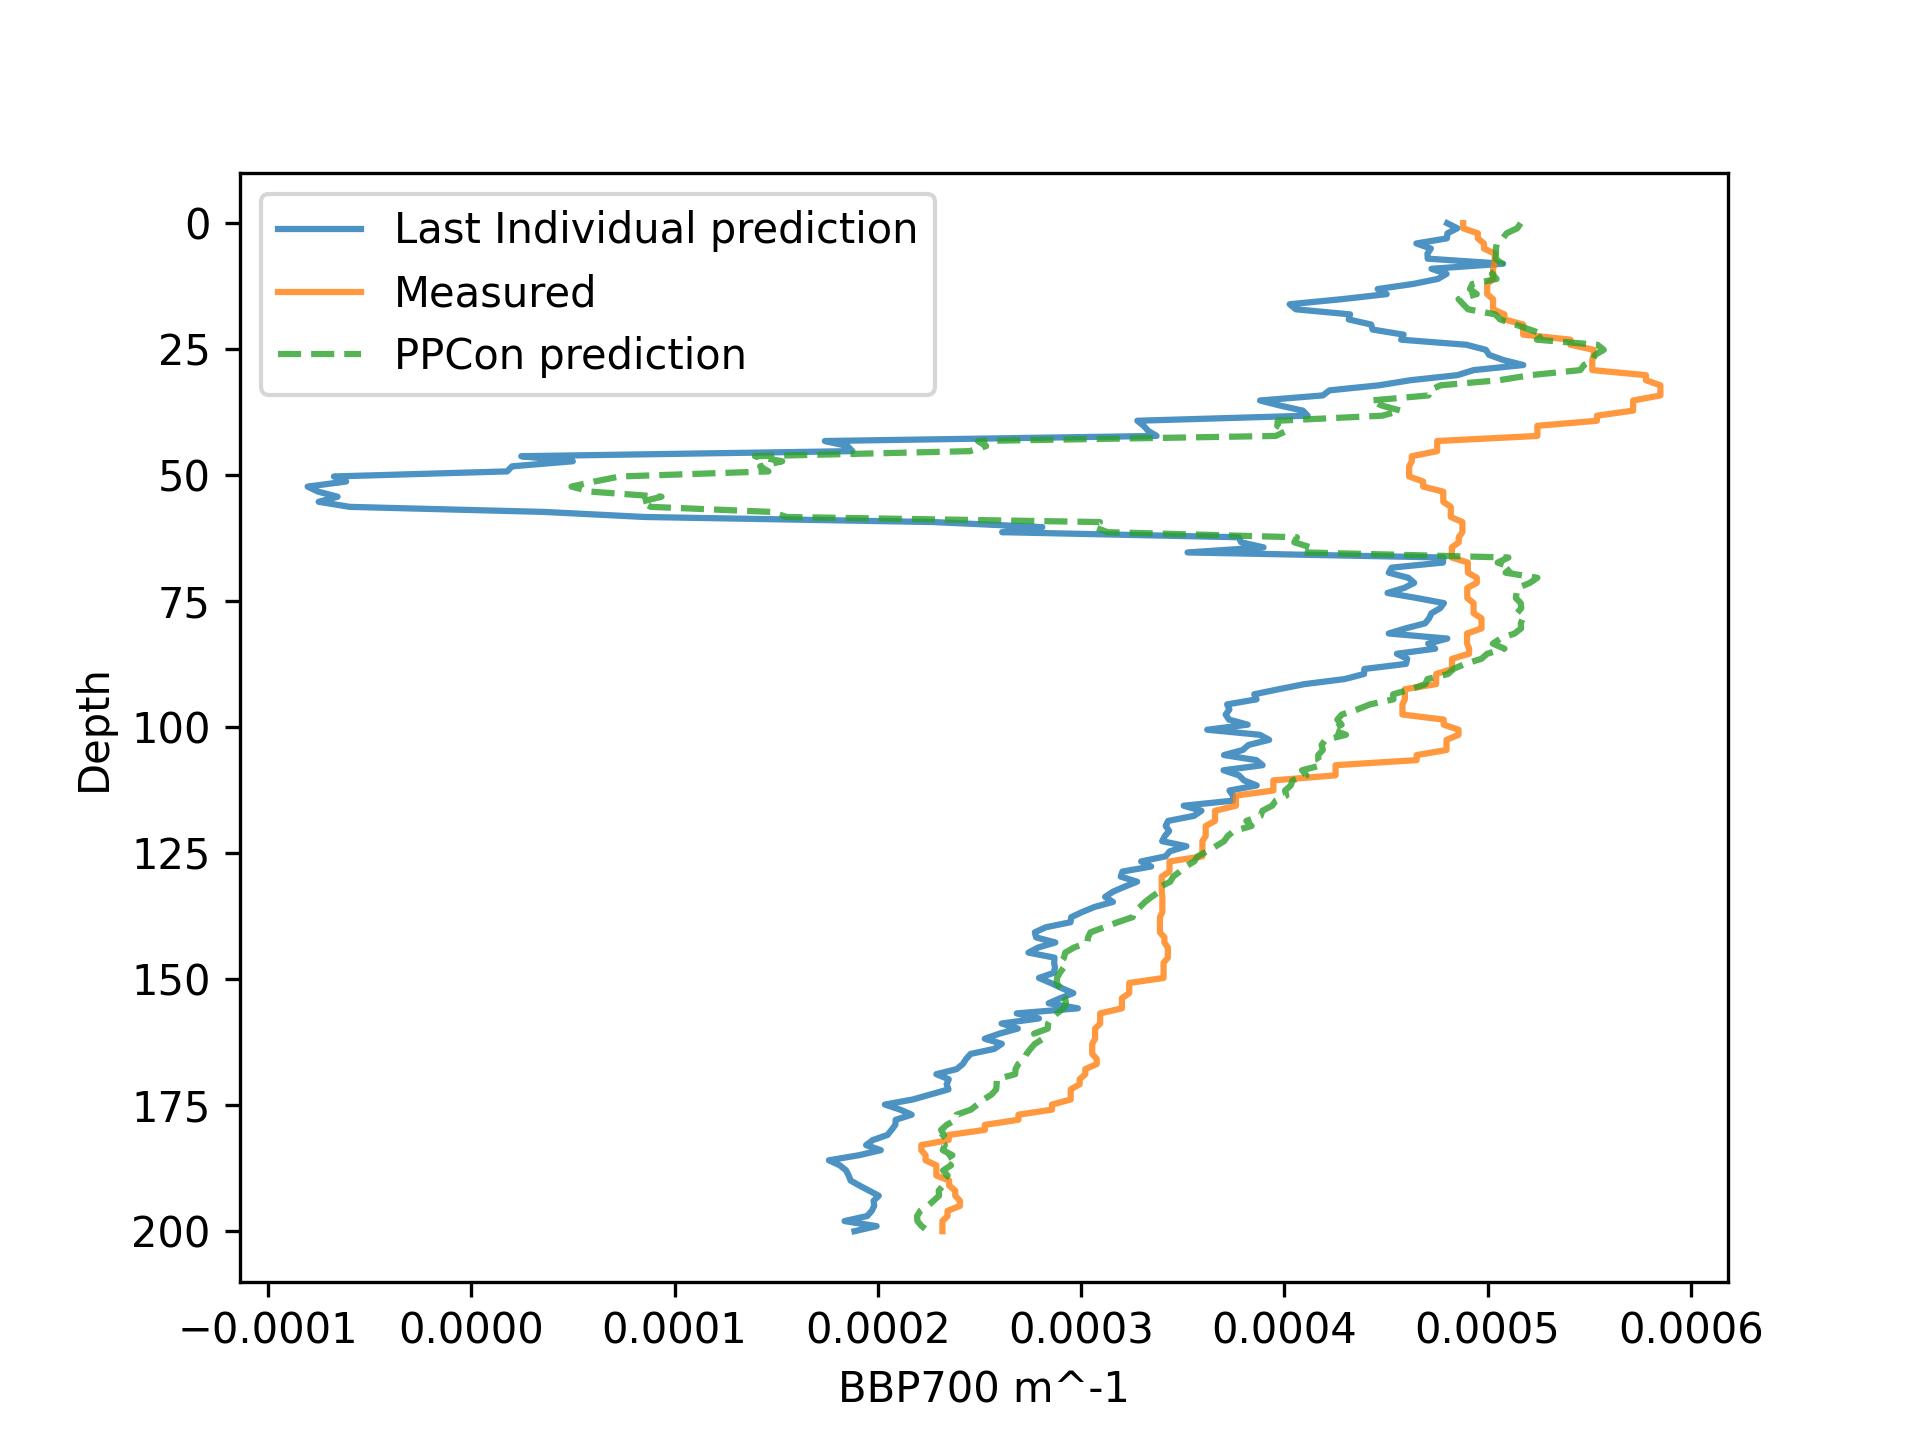 Last Individual prediction
Measured
PPCon prediction
0
25
50
75
100
125
150
175
200
Depth
−0.0001 0.0000 0.0001 0.0002 0.0003 0.0004 0.0005 0.0006
BBP700 m^-1